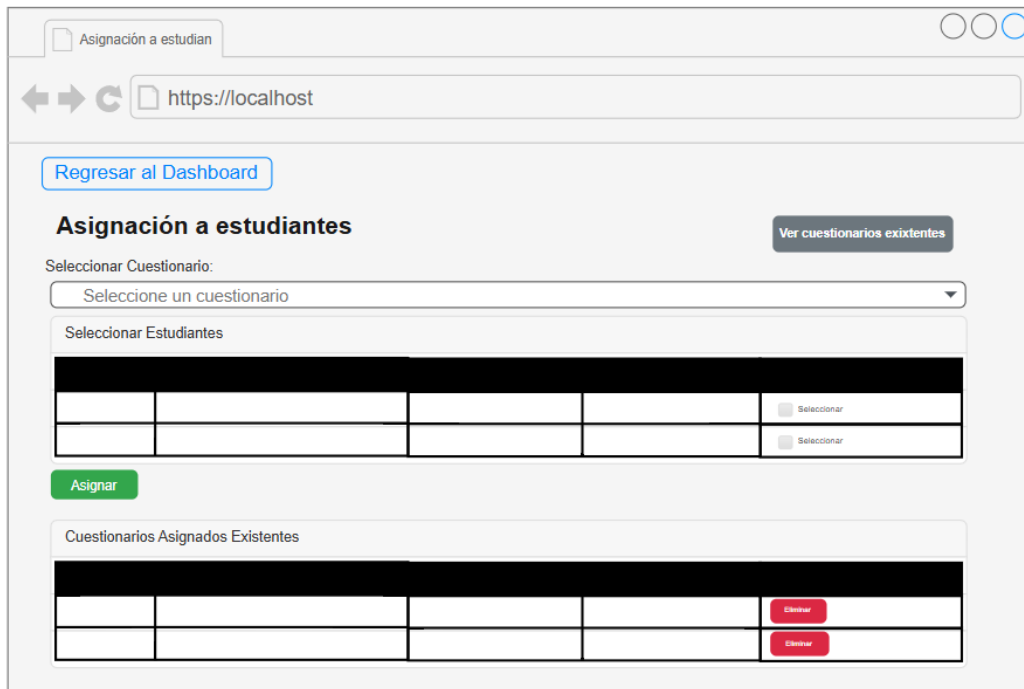 Asignación a estudian
https://localhost
Regresar al Dashboard
Asignación a estudiantes
Ver cuestionarios exixtentes
Seleccionar Cuestionario:
Seleccione un cuestionario
Seleccionar Estudiantes
Seleccionar
Seleccionar
Asignar
Cuestionarios Asignados Existentes
Eliminar
Eliminar